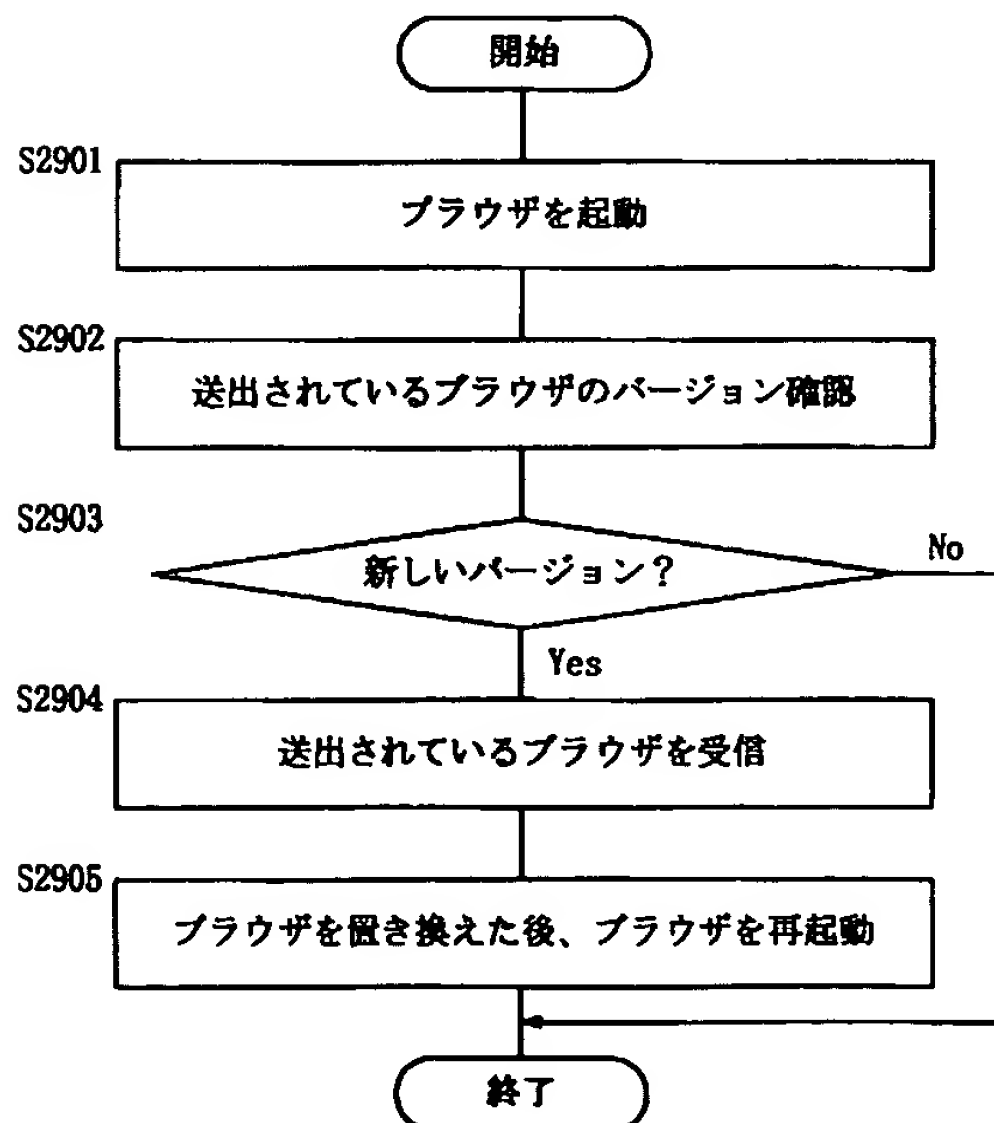 開始
S2901
ブラウザを起動
S2902
送出されているブラウザのバージョン確認
S2903
新しいバージョン？
No
Yes
S2904
送出されているブラウザを受信
S2905
ブラウザを置き換えた後、ブラウザを再起動
終了